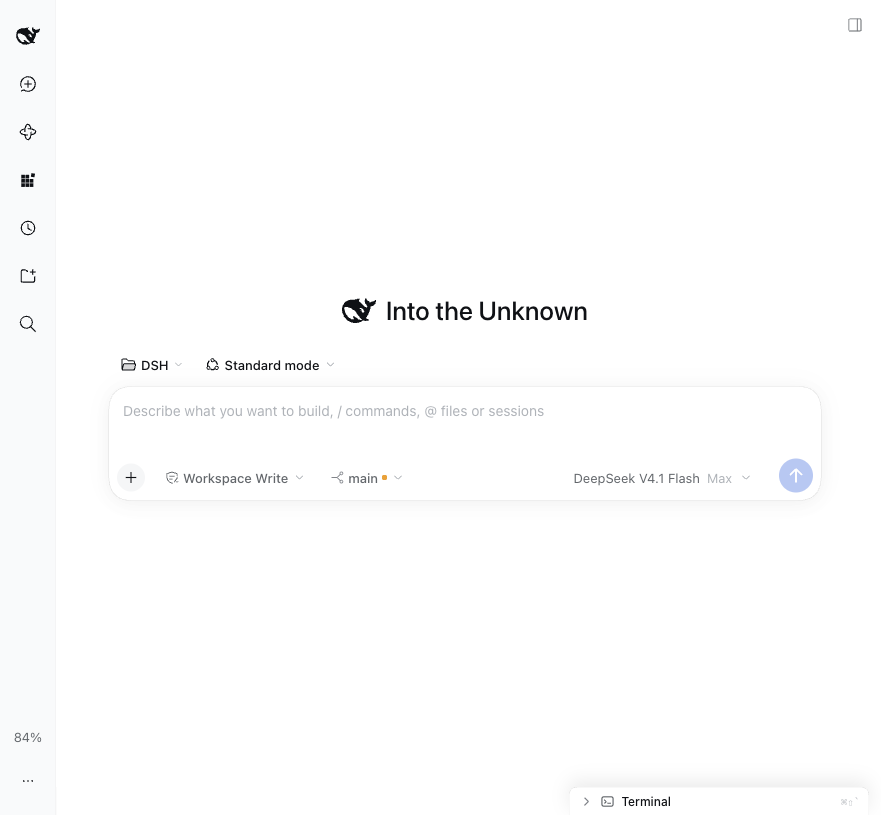 Into the Unknown
DSH Standard mode
Describe what you want to build, / commands, @ files or sessions
Workspace Write main DeepSeek V4.1 Flash Max
84%
...
Terminal